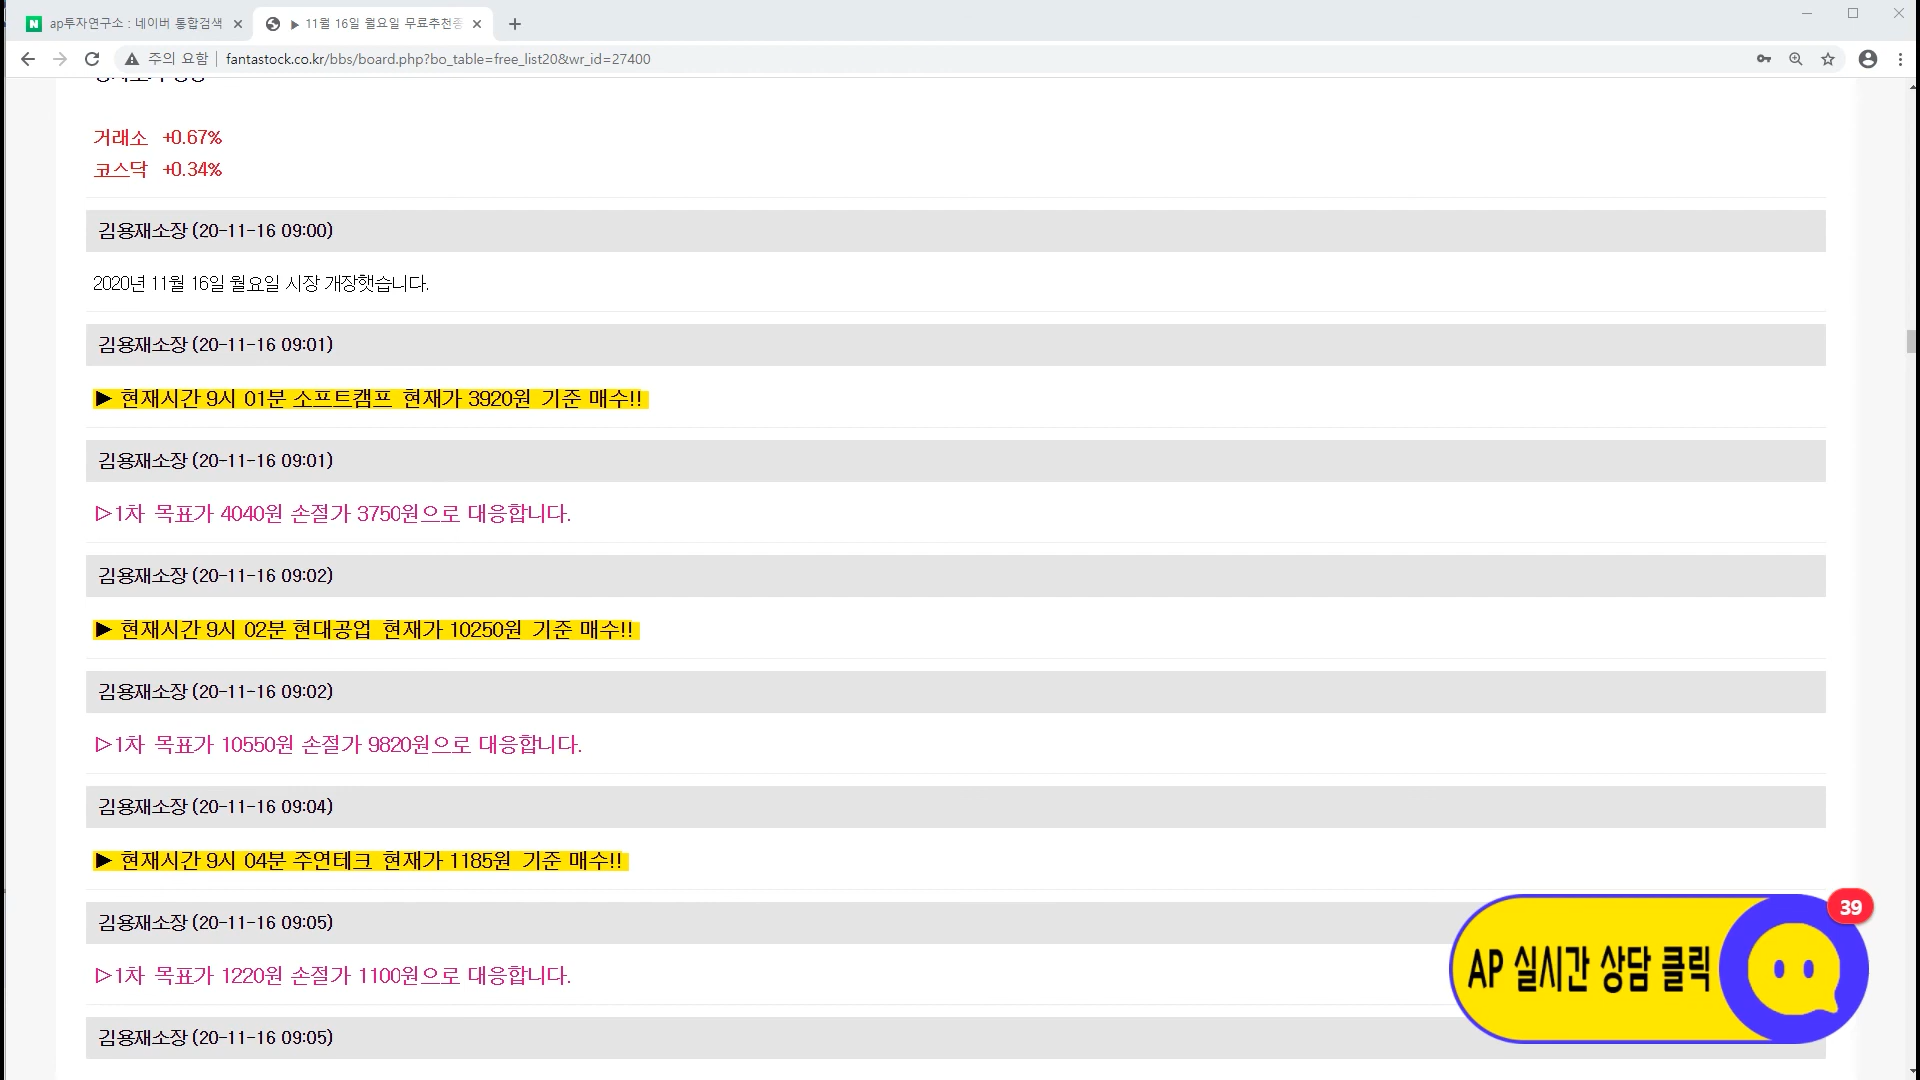 ap투자연구소 : 네이버 통합검색
▶ 11월 16일 월요일 무료추천종
주의 요함
fantastock.co.kr/bbs/board.php?bo_table=free_list20&wr_id=27400
거래소 +0.67%
코스닥 +0.34%
김용재소장 (20-11-16 09:00)
2020년 11월 16일 월요일 시장 개장햇습니다.
김용재소장 (20-11-16 09:01)
▶ 현재시간 9시 01분 소프트캠프 현재가 3920원 기준 매수!!
김용재소장 (20-11-16 09:01)
▷1차 목표가 4040원 손절가 3750원으로 대응합니다.
김용재소장 (20-11-16 09:02)
▶ 현재시간 9시 02분 현대공업 현재가 10250원 기준 매수!!
김용재소장 (20-11-16 09:02)
▷1차 목표가 10550원 손절가 9820원으로 대응합니다.
김용재소장 (20-11-16 09:04)
▶ 현재시간 9시 04분 주연테크 현재가 1185원 기준 매수!!
김용재소장 (20-11-16 09:05)
▷1차 목표가 1220원 손절가 1100원으로 대응합니다.
김용재소장 (20-11-16 09:05)
39
AP 실시간 상담 클릭